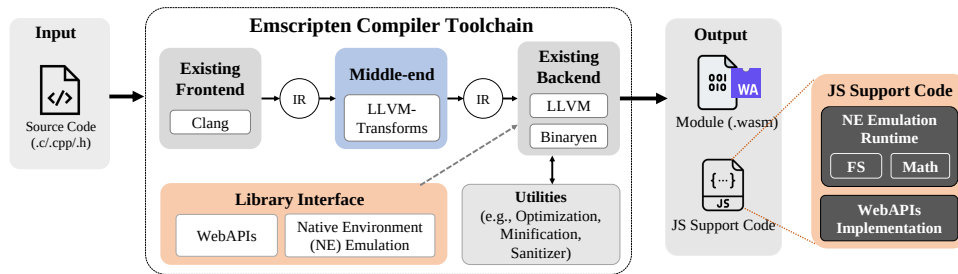 Input
Source Code
(.c/.cpp/.h)
Emscripten Compiler Toolchain
Existing
Frontend
Clang
IR
Middle-end
LLVM-
Transforms
IR
Existing
Backend
LLVM
Binaryen
Library Interface
WebAPIs
Native Environment
(NE) Emulation
Utilities
(e.g., Optimization,
Minification,
Sanitizer)
Output
001
010
WA
Module (.wasm)
{...}
JS
JS Support Code
JS Support Code
NE Emulation
Runtime
FS
Math
WebAPIs
Implementation